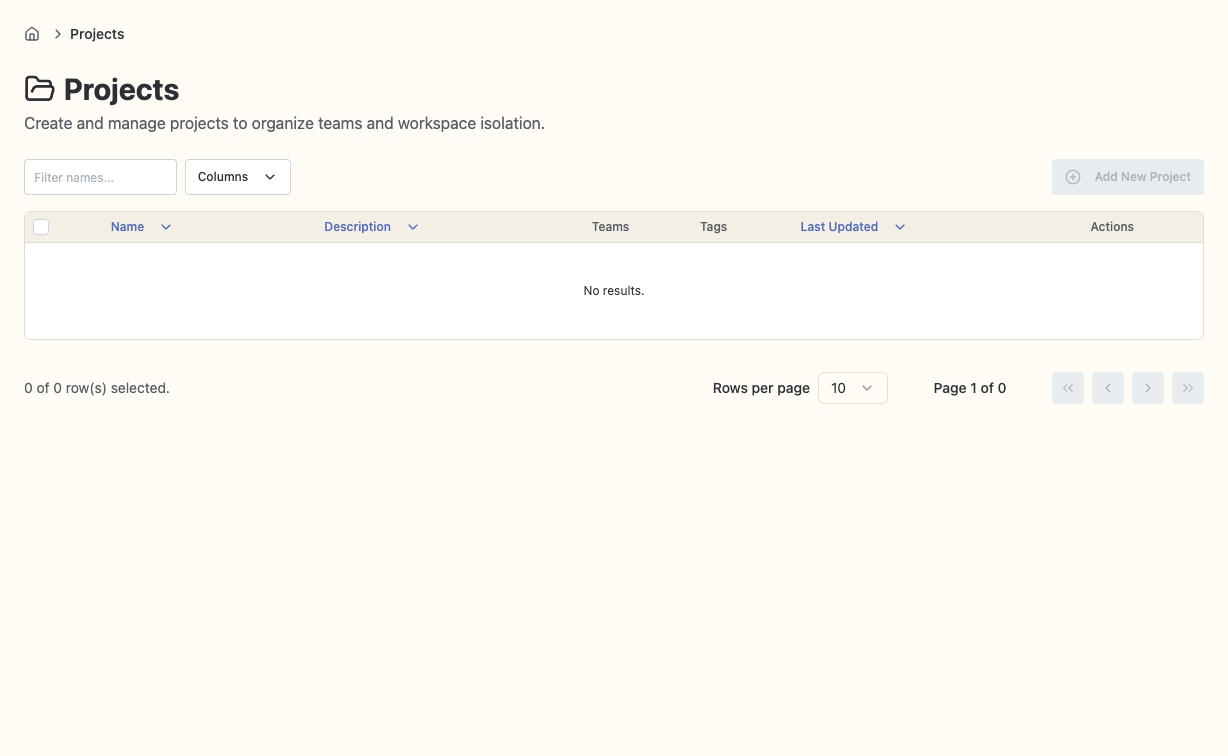 Projects
Projects
Create and manage projects to organize teams and workspace isolation.
Filter names...
Columns
Add New Project
Name Description Teams Tags Last Updated Actions
No results.
0 of 0 row(s) selected.
Rows per page 10 Page 1 of 0